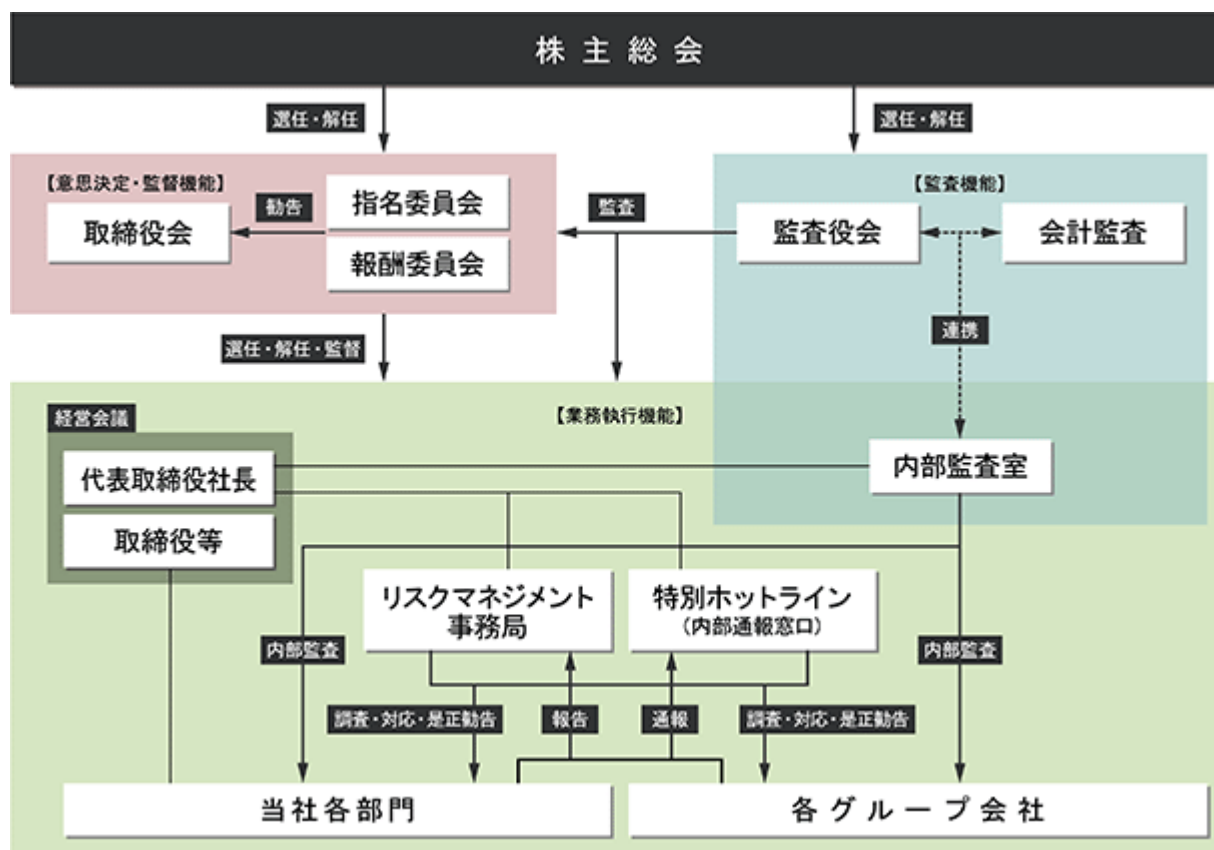 株主総会
選任・解任
選任・解任
【意思決定・監督機能】
取締役会
勧告
指名委員会
報酬委員会
監査
【監査機能】
監査役会
会計監査
連携
選任・解任・監督
【業務執行機能】
経営会議
代表取締役社長
取締役等
内部監査室
リスクマネジメント
事務局
特別ホットライン
（内部通報窓口）
内部監査
内部監査
調査・対応・是正勧告
報告
通報
調査・対応・是正勧告
当社各部門
各グループ会社